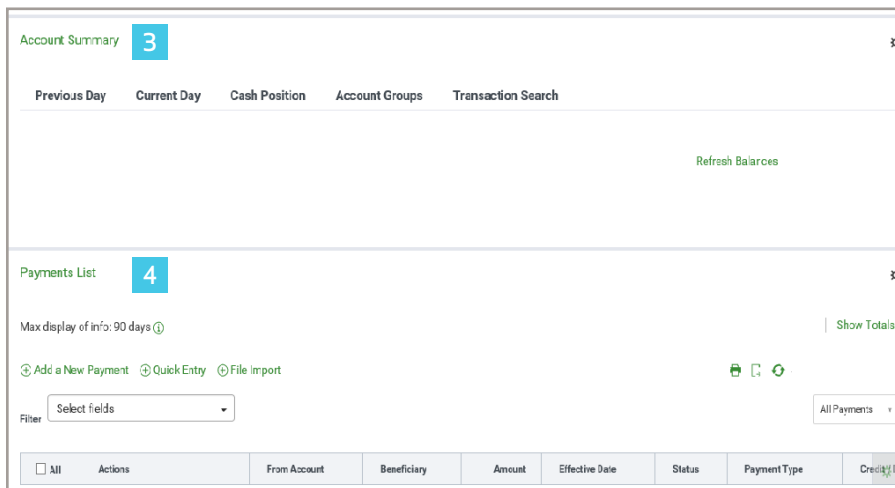 Account Summary 3
Previous Day Current Day Cash Position Account Groups Transaction Search
Refresh Balances
Payments List 4
Max display of info: 90 days
Show Totals
Add a New Payment Quick Entry File Import
Filter Select fields
All Payments
All Actions From Account Beneficiary Amount Effective Date Status Payment Type